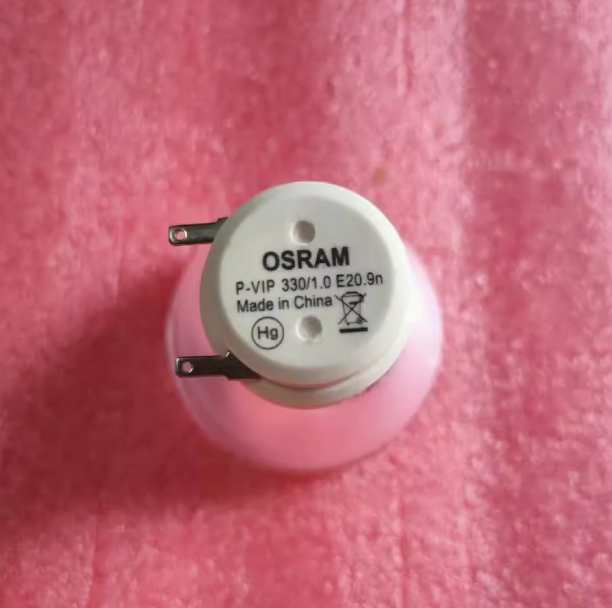 OSRAM
P-VIP 330/1.0 E20.9n
Made in China
Hg